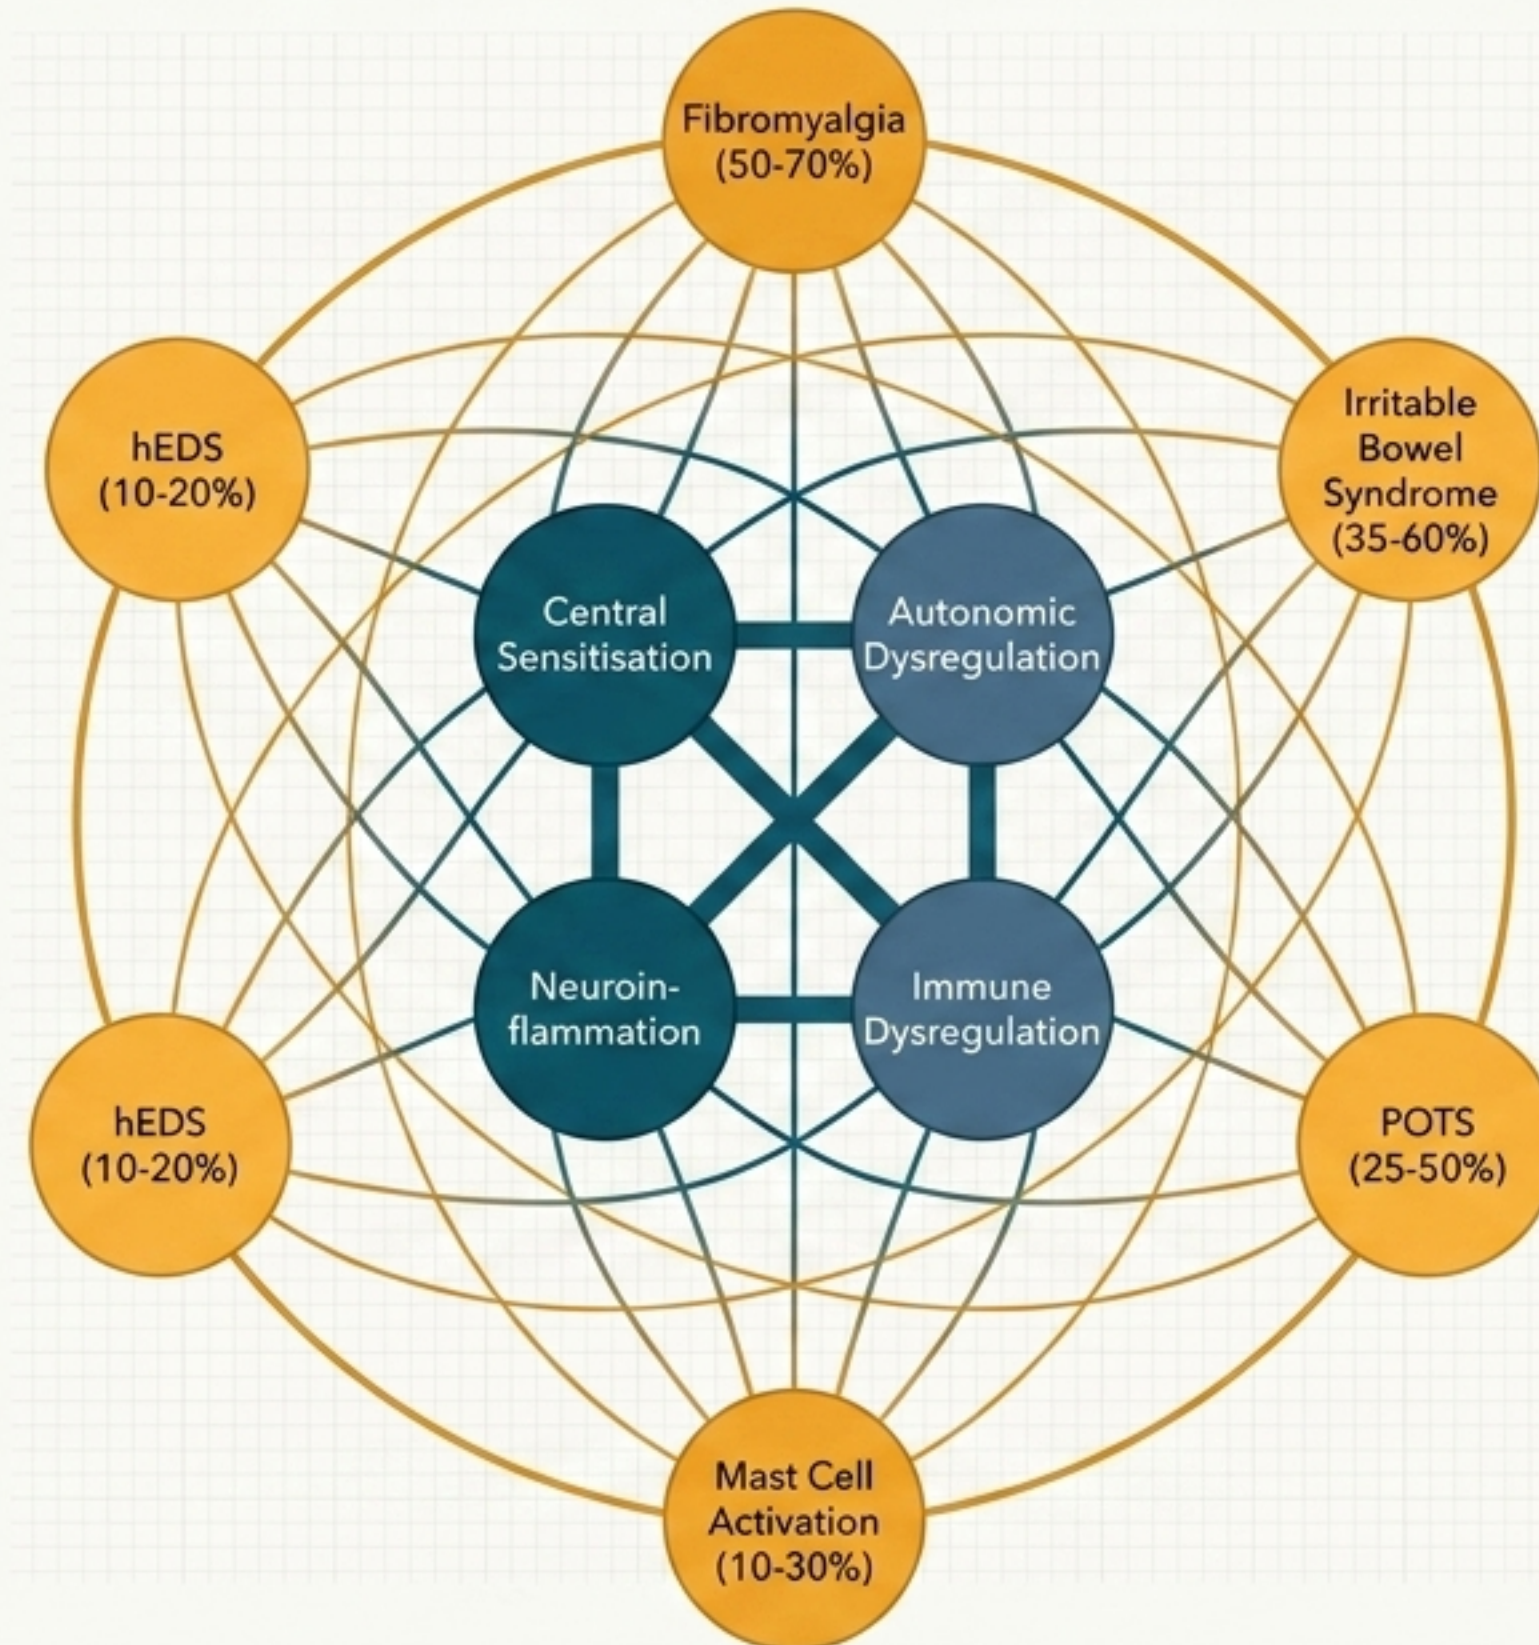 Fibromyalgia
(50-70%)
hEDS
(10-20%)
Irritable
Bowel
Syndrome
(35-60%)
Central
Sensitisation
Autonomic
Dysregulation
Neuroin-
flammation
Immune
Dysregulation
hEDS
(10-20%)
POTS
(25-50%)
Mast Cell
Activation
(10-30%)